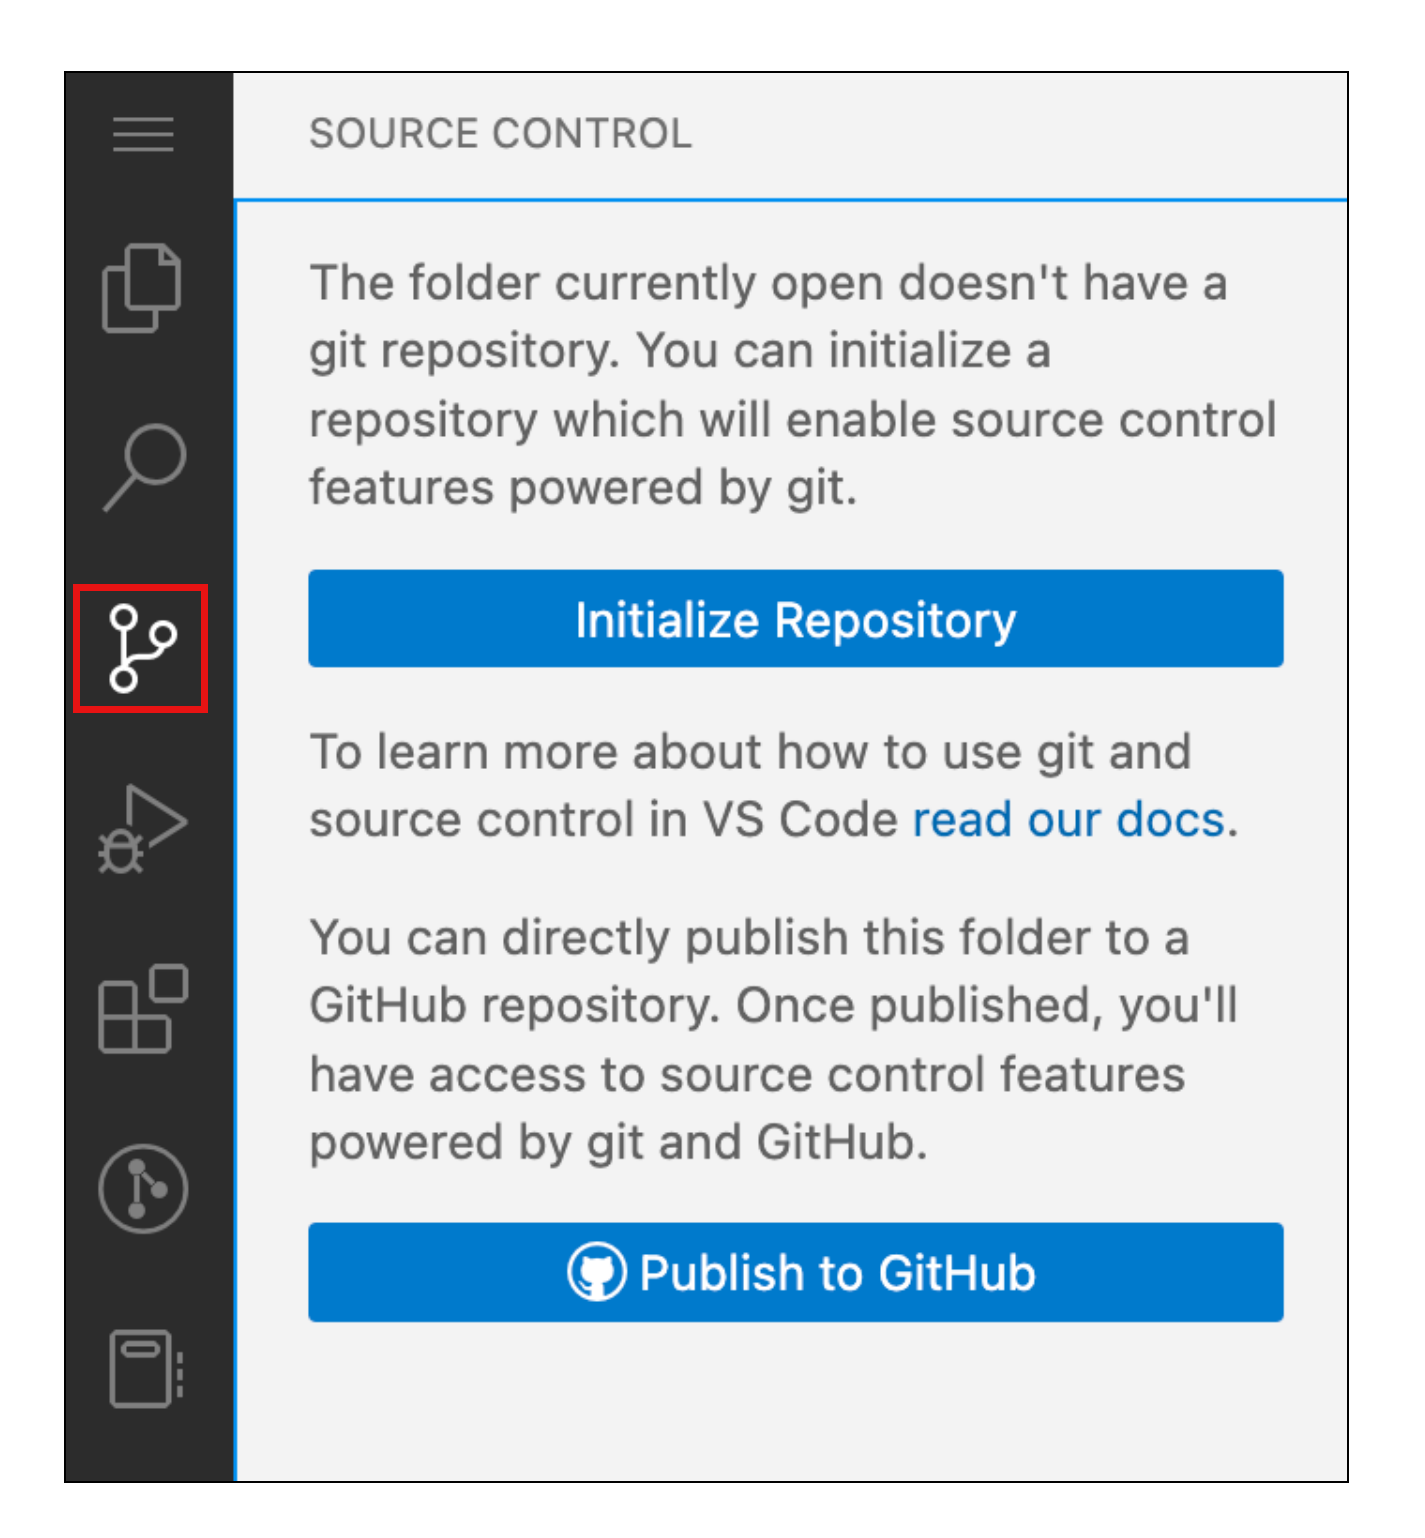 SOURCE CONTROL
The folder currently open doesn't have a
git repository. You can initialize a
repository which will enable source control
features powered by git.
Initialize Repository
To learn more about how to use git and
source control in VS Code read our docs.
You can directly publish this folder to a
GitHub repository. Once published, you'll
have access to source control features
powered by git and GitHub.
Publish to GitHub